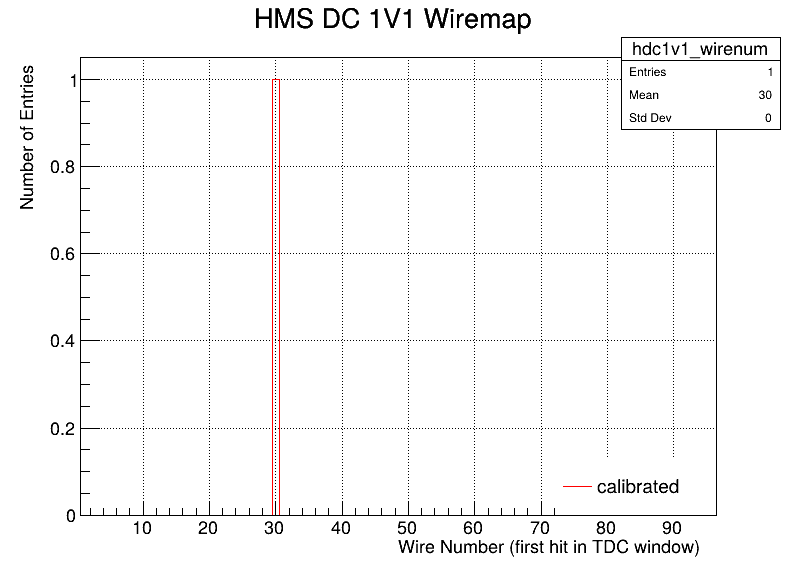 HMS DC 1V1 Wiremap
hdc1v1_wirenum
Entries 1
Mean 30
Std Dev 0
Number of Entries
1
0.8
0.6
0.4
0.2
0
calibrated
10 20 30 40 50 60 70 80 90
Wire Number (first hit in TDC window)